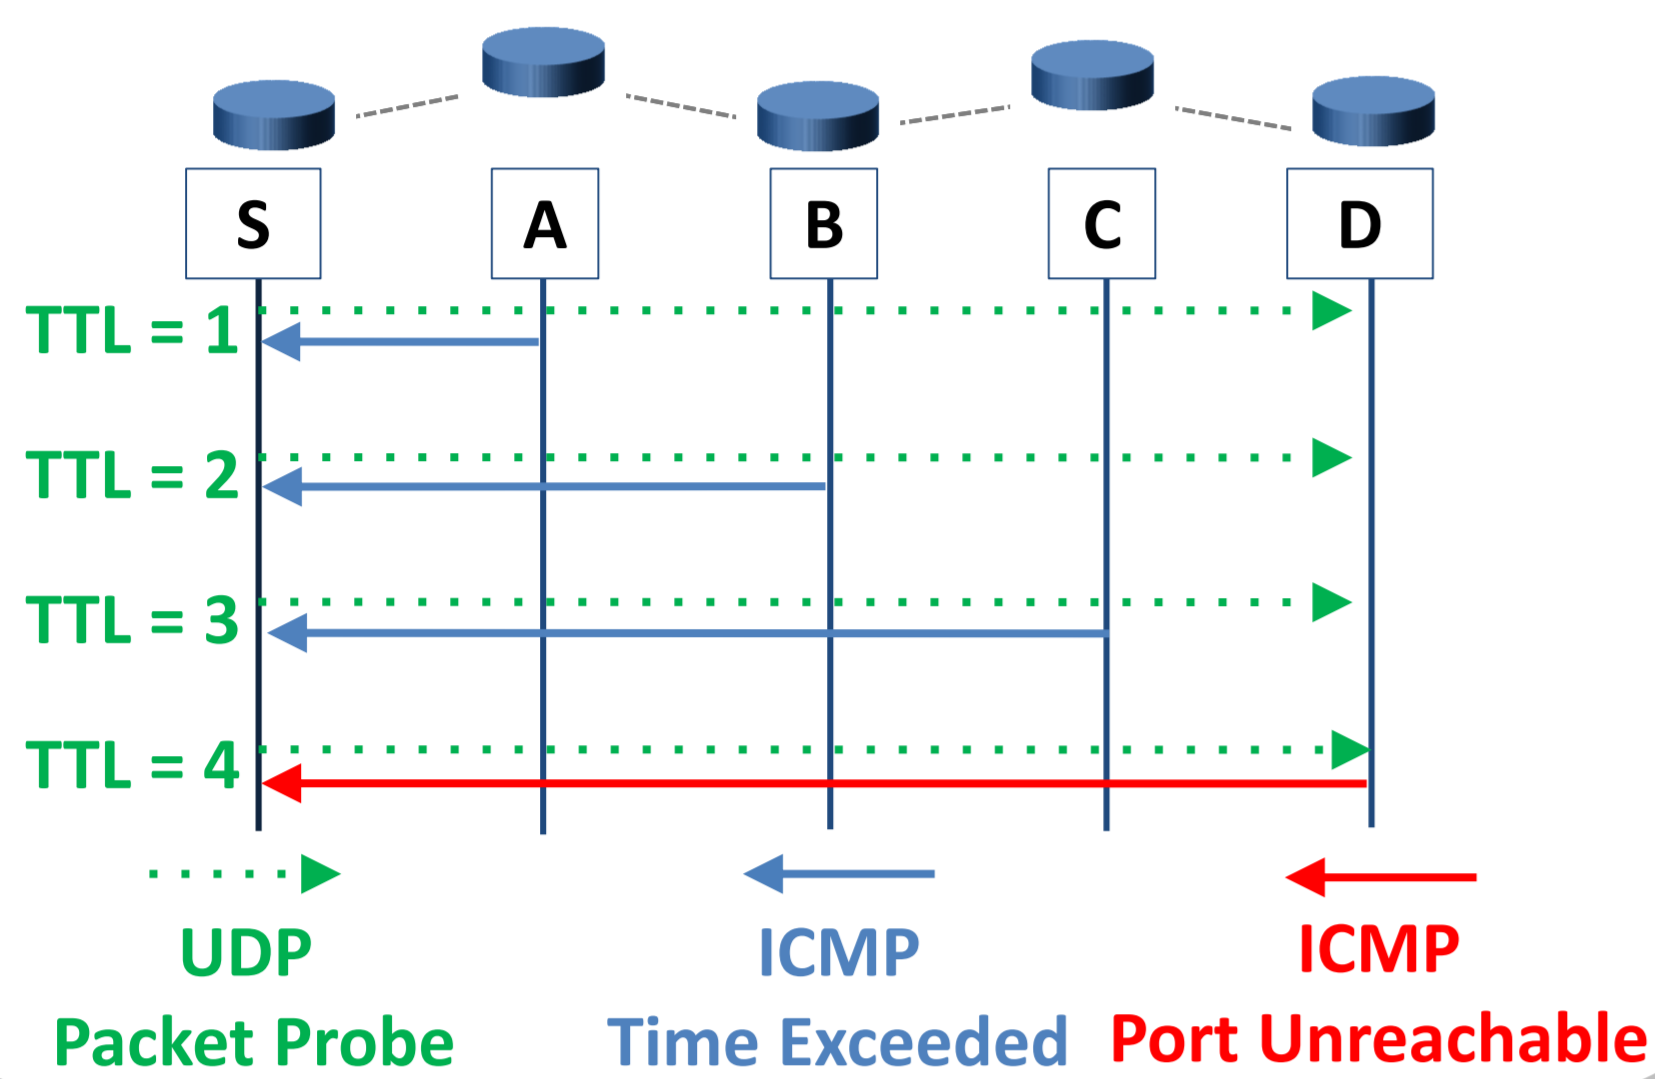 S
A
B
C
D
TTL = 1
TTL = 2
TTL = 3
TTL = 4
UDP
Packet Probe
ICMP
Time Exceeded
ICMP
Port Unreachable